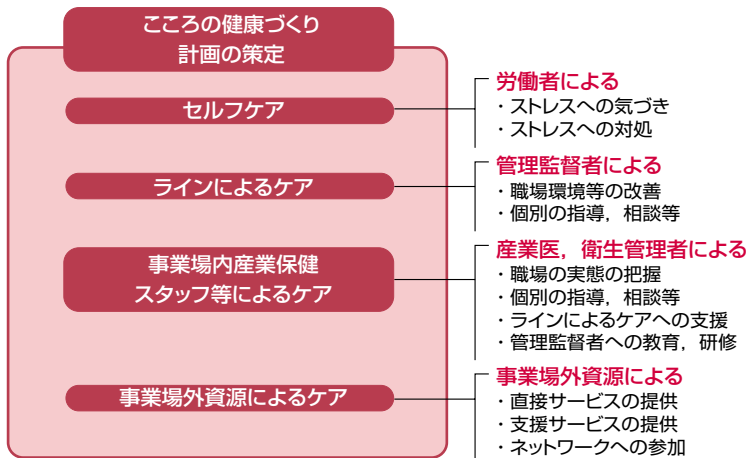 こころの健康づくり
計画の策定
セルフケア
労働者による
・ストレスへの気づき
・ストレスへの対処
ラインによるケア
管理監督者による
・職場環境等の改善
・個別の指導，相談等
事業場内産業保健
スタッフ等によるケア
産業医，衛生管理者による
・職場の実態の把握
・個別の指導，相談等
・ラインによるケアへの支援
・管理監督者への教育，研修
事業場外資源によるケア
事業場外資源による
・直接サービスの提供
・支援サービスの提供
・ネットワークへの参加